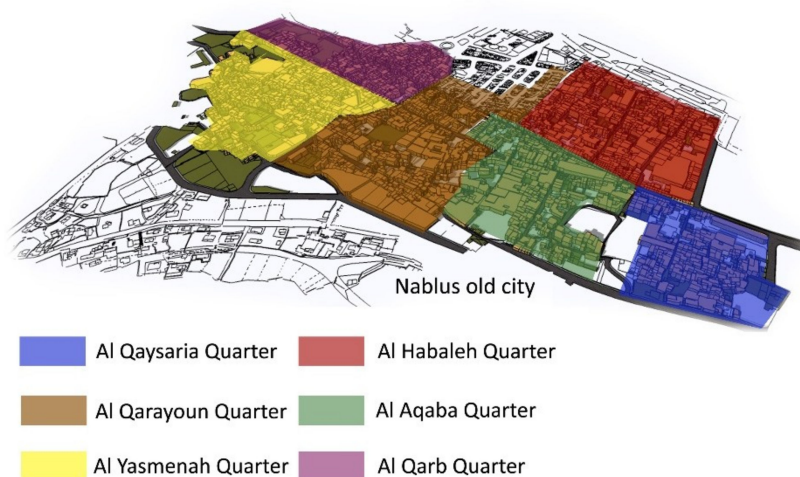 Nablus old city
Al Qaysaria Quarter
Al Habaleh Quarter
Al Qarayoun Quarter
Al Aqaba Quarter
Al Yasmenah Quarter
Al Qarb Quarter